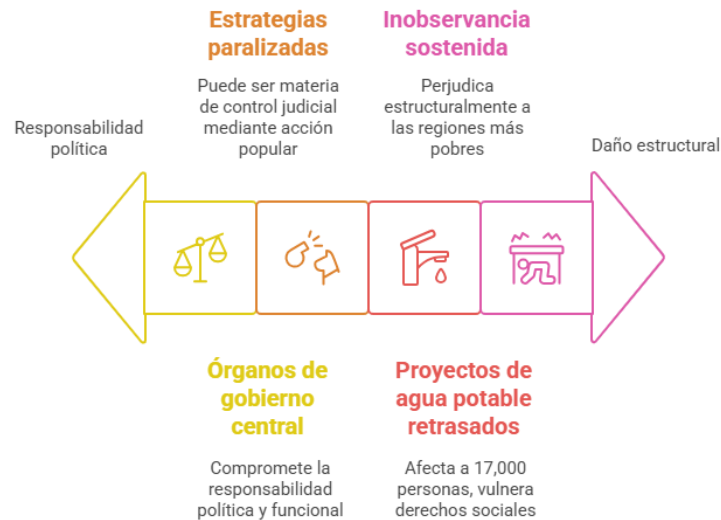 Estrategias
paralizadas
Puede ser materia
de control judicial
mediante acción
popular
Inobservancia
sostenida
Perjudica
estructuralmente a
las regiones más
pobres
Responsabilidad
política
Daño estructural
Órganos de
gobierno
central
Compromete la
responsabilidad
política y funcional
Proyectos de
agua potable
retrasados
Afecta a 17,000
personas, vulnera
derechos sociales